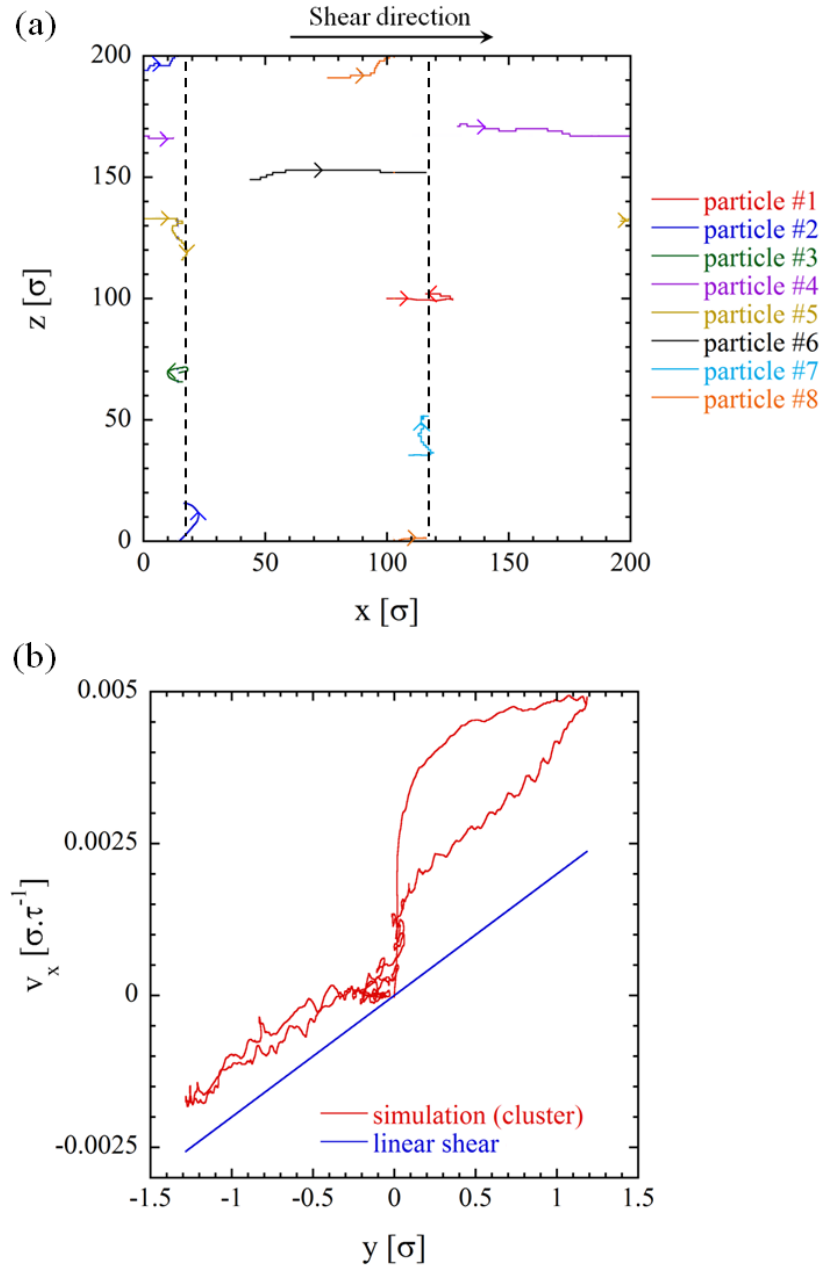 (a)
Shear direction
200
150
100
50
0
z [σ]
0
50
100
150
200
x [σ]
particle #1
particle #2
particle #3
particle #4
particle #5
particle #6
particle #7
particle #8
(b)
0.005
0.0025
0
-0.0025
v_x [σ.τ⁻¹]
simulation (cluster)
linear shear
-1.5
-1
-0.5
0
0.5
1
1.5
y [σ]